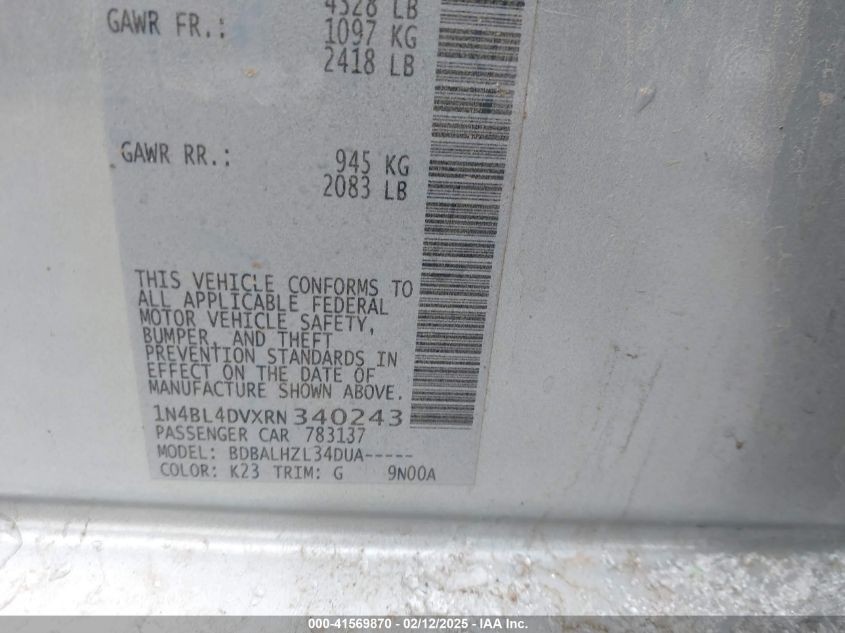 4328 LB
GAWR FR.: 1097 KG
2418 LB
GAWR RR.: 945 KG
2083 LB
THIS VEHICLE CONFORMS TO
ALL APPLICABLE FEDERAL
MOTOR VEHICLE SAFETY,
BUMPER, AND THEFT
PREVENTION STANDARDS IN
EFFECT ON THE DATE OF
MANUFACTURE SHOWN ABOVE.
1N4BL4DVXRN340243
PASSENGER CAR 783137
MODEL: BDBALHZL34DUA-----
COLOR: K23 TRIM: G 9N00A
000-41569870 - 02/12/2025 - IAA Inc.